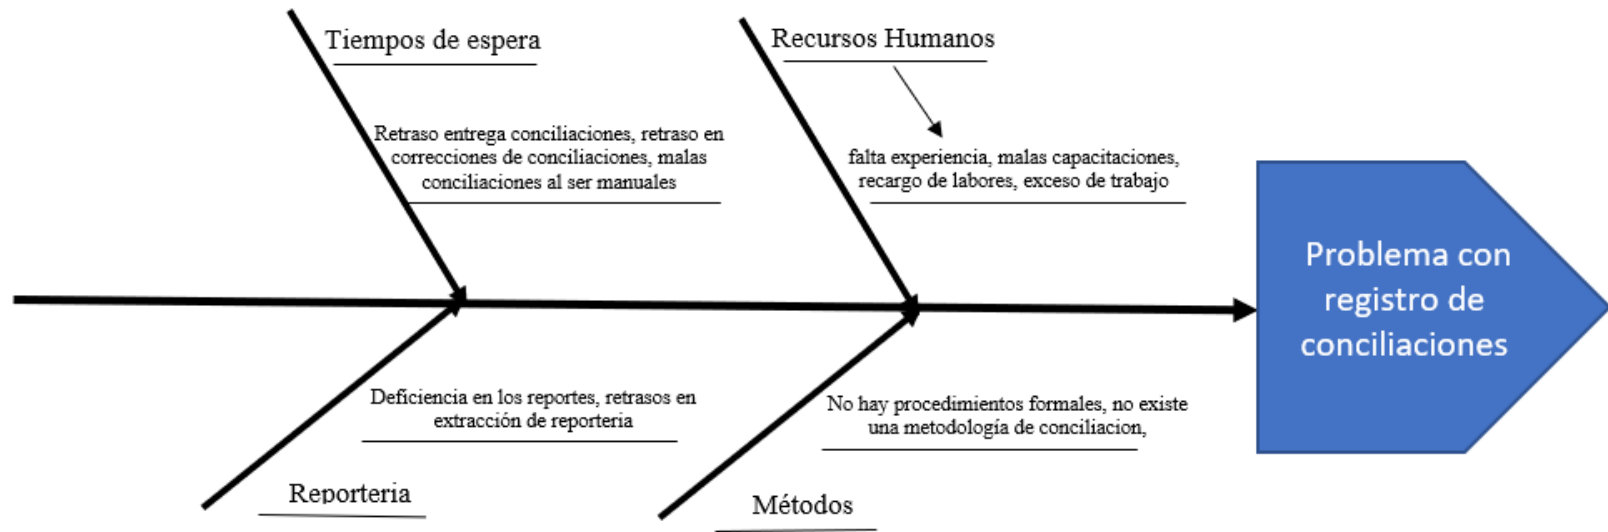 Tiempos de espera
Retraso entrega conciliaciones, retraso en
correcciones de conciliaciones, malas
conciliaciones al ser manuales
Recursos Humanos
falta experiencia, malas capacitaciones,
recargo de labores, exceso de trabajo
Problema con
registro de
conciliaciones
Deficiencia en los reportes, retrasos en
extracción de reporteria
Reporteria
No hay procedimientos formales, no existe
una metodología de conciliacion,
Métodos